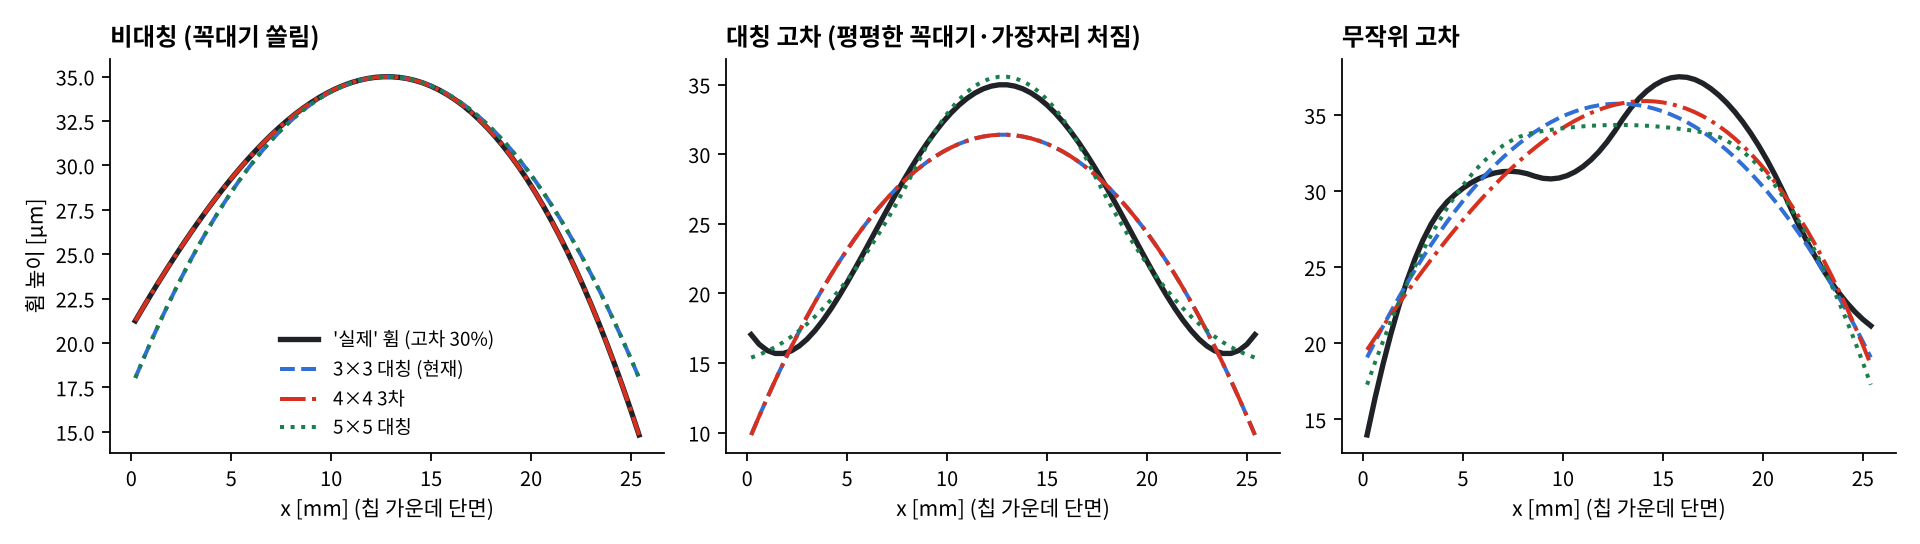 비대칭 (꼭대기 쏠림)
휨 높이 [µm]
35.0
32.5
30.0
27.5
25.0
22.5
20.0
17.5
15.0
'실제' 휨 (고차 30%)
3×3 대칭 (현재)
4×4 3차
5×5 대칭
0 5 10 15 20 25
x [mm] (칩 가운데 단면)
대칭 고차 (평평한 꼭대기·가장자리 처짐)
35
30
25
20
15
10
0 5 10 15 20 25
x [mm] (칩 가운데 단면)
무작위 고차
35
30
25
20
15
0 5 10 15 20 25
x [mm] (칩 가운데 단면)